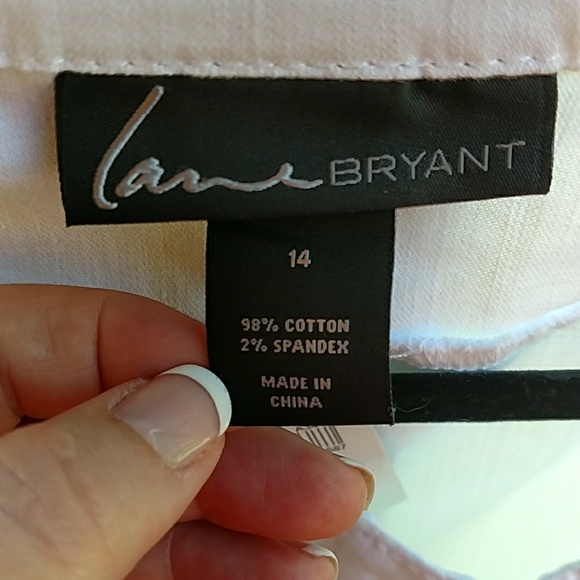 Lane BRYANT
14
98% COTTON
2% SPANDEX
MADE IN
CHINA